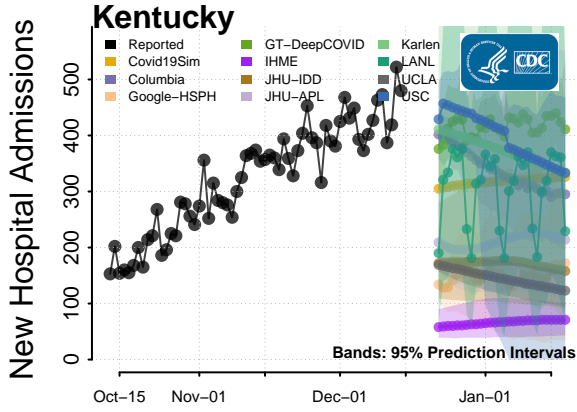 Kentucky
New Hospital Admissions
0 100 200 300 400 500
Reported
Covid19Sim
Columbia
Google−HSPH
GT−DeepCOVID
IHME
JHU−IDD
JHU−APL
Karlen
LANL
UCLA
USC
CDC
Bands: 95% Prediction Intervals
Oct−15 Nov−01 Dec−01 Jan−01